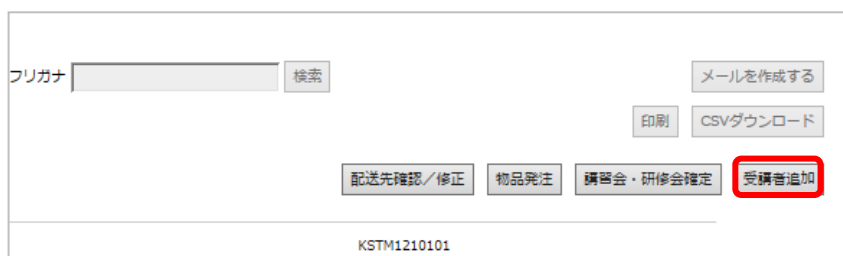 フリガナ 検索 メールを作成する
印刷 CSVダウンロード
配送先確認／修正 物品発注 講習会・研修会確定 受講者追加
KSTM1210101